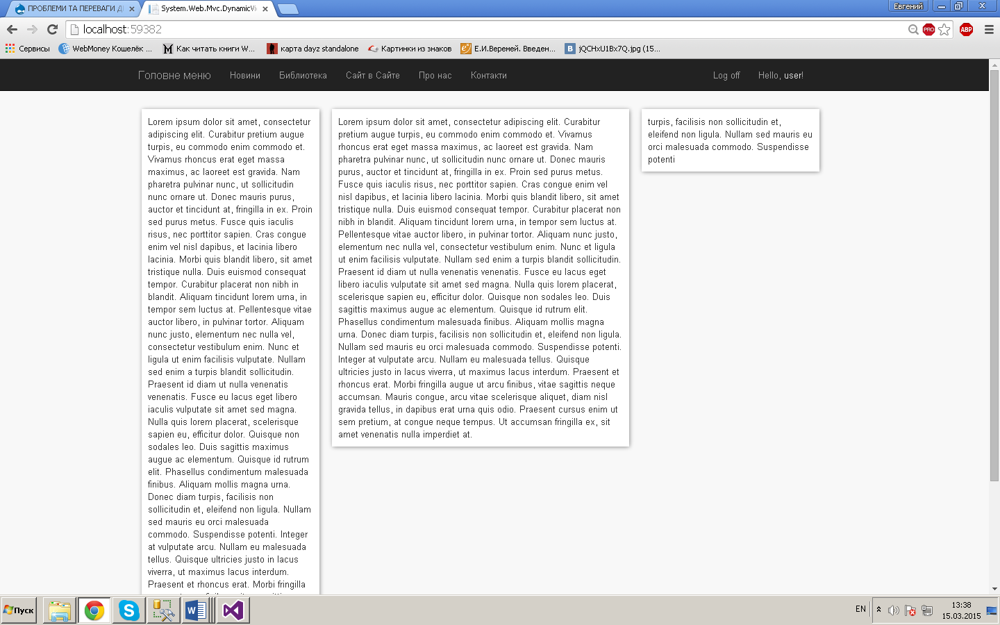 ПРОБЛЕМИ ТА ПЕРЕВАГИ
System.Web.Mvc.DynamicVi
Евгений
localhost:59382
PRO
ABP
Сервисы
WebMoney Кошелёк ...
Как читать книги W...
карта dayz standalone
Картинки из знаков
Е.И.Веремей. Введен...
jQCHxU1Bx7Q.jpg (15...
Головне меню
Новини
Библиотека
Сайт в Сайте
Про нас
Контакти
Log off
Hello, user!
Lorem ipsum dolor sit amet, consectetur
adipiscing elit. Curabitur pretium augue
turpis, eu commodo enim commodo et.
Vivamus rhoncus erat eget massa
maximus, ac laoreet est gravida. Nam
pharetra pulvinar nunc, ut sollicitudin
nunc ornare ut. Donec mauris purus,
auctor et tincidunt at, fringilla in ex. Proin
sed purus metus. Fusce quis iaculis
risus, nec porttitor sapien. Cras congue
enim vel nisl dapibus, et lacinia libero
lacinia. Morbi quis blandit libero, sit amet
tristique nulla. Duis euismod consequat
tempor. Curabitur placerat non nibh in
blandit. Aliquam tincidunt lorem urna, in
tempor sem luctus at. Pellentesque vitae
auctor libero, in pulvinar tortor. Aliquam
nunc justo, elementum nec nulla vel,
consectetur vestibulum enim. Nunc et
ligula ut enim facilisis vulputate. Nullam
sed enim a turpis blandit sollicitudin.
Praesent id diam ut nulla venenatis
venenatis. Fusce eu lacus eget libero
iaculis vulputate sit amet sed magna.
Nulla quis lorem placerat, scelerisque
sapien eu, efficitur dolor. Quisque non
sodales leo. Duis sagittis maximus
augue ac elementum. Quisque id rutrum
elit. Phasellus condimentum malesuada
finibus. Aliquam mollis magna urna.
Donec diam turpis, facilisis non
sollicitudin et, eleifend non ligula. Nullam
sed mauris eu orci malesuada
commodo. Suspendisse potenti. Integer
at vulputate arcu. Nullam eu malesuada
tellus. Quisque ultricies justo in lacus
viverra, ut maximus lacus interdum.
Praesent et rhoncus erat. Morbi fringilla
Lorem ipsum dolor sit amet, consectetur adipiscing elit. Curabitur
pretium augue turpis, eu commodo enim commodo et. Vivamus
rhoncus erat eget massa maximus, ac laoreet est gravida. Nam
pharetra pulvinar nunc, ut sollicitudin nunc ornare ut. Donec mauris
purus, auctor et tincidunt at, fringilla in ex. Proin sed purus metus.
Fusce quis iaculis risus, nec porttitor sapien. Cras congue enim vel
nisl dapibus, et lacinia libero lacinia. Morbi quis blandit libero, sit amet
tristique nulla. Duis euismod consequat tempor. Curabitur placerat non
nibh in blandit. Aliquam tincidunt lorem urna, in tempor sem luctus at.
Pellentesque vitae auctor libero, in pulvinar tortor. Aliquam nunc justo,
elementum nec nulla vel, consectetur vestibulum enim. Nunc et ligula
ut enim facilisis vulputate. Nullam sed enim a turpis blandit sollicitudin.
Praesent id diam ut nulla venenatis venenatis. Fusce eu lacus eget
libero iaculis vulputate sit amet sed magna. Nulla quis lorem placerat,
scelerisque sapien eu, efficitur dolor. Quisque non sodales leo. Duis
sagittis maximus augue ac elementum. Quisque id rutrum elit.
Phasellus condimentum malesuada finibus. Aliquam mollis magna
urna. Donec diam turpis, facilisis non sollicitudin et, eleifend non ligula.
Nullam sed mauris eu orci malesuada commodo. Suspendisse potenti.
Integer at vulputate arcu. Nullam eu malesuada tellus. Quisque
ultricies justo in lacus viverra, ut maximus lacus interdum. Praesent et
rhoncus erat. Morbi fringilla augue ut arcu finibus, vitae sagittis neque
accumsan. Mauris congue, arcu vitae scelerisque aliquet, diam nisl
gravida tellus, in dapibus erat urna quis odio. Praesent cursus enim ut
sem pretium, at congue neque tempus. Ut accumsan fringilla ex, sit
amet venenatis nulla imperdiet at.
turpis, facilisis non sollicitudin et,
eleifend non ligula. Nullam sed mauris eu
orci malesuada commodo. Suspendisse
potenti
Пуск
EN
13:38
15.03.2015